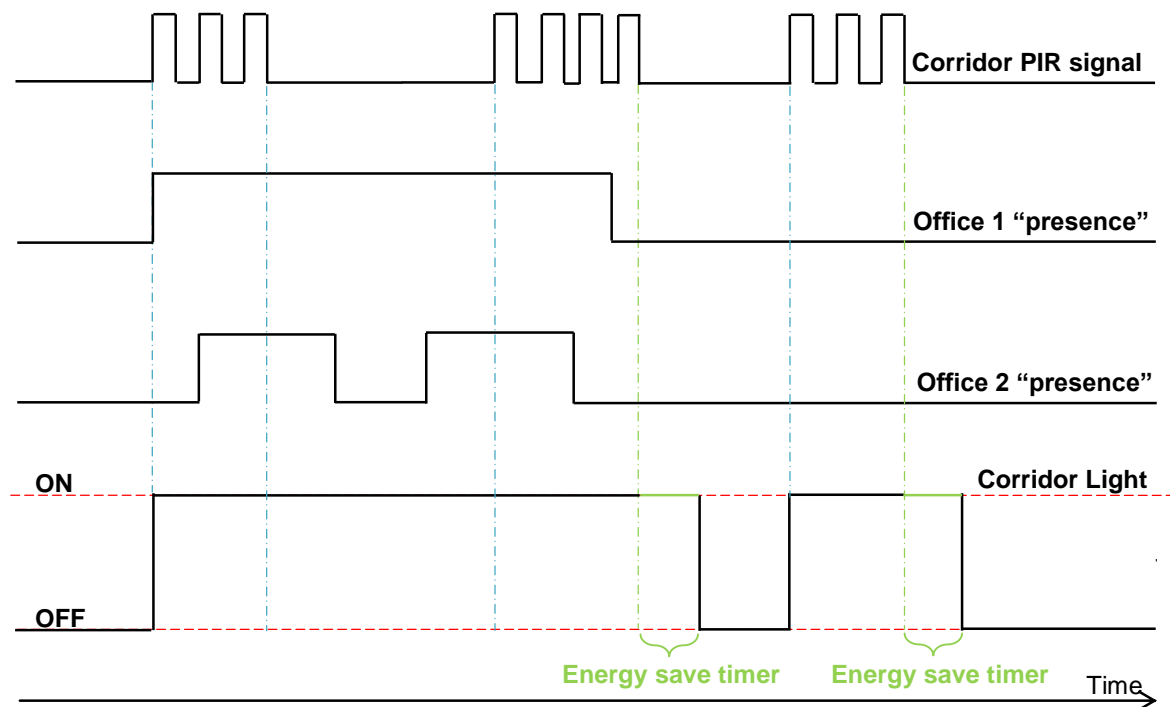 Corridor PIR signal
Office 1 “presence”
Office 2 “presence”
ON
Corridor Light
OFF
Energy save timer
Energy save timer
Time